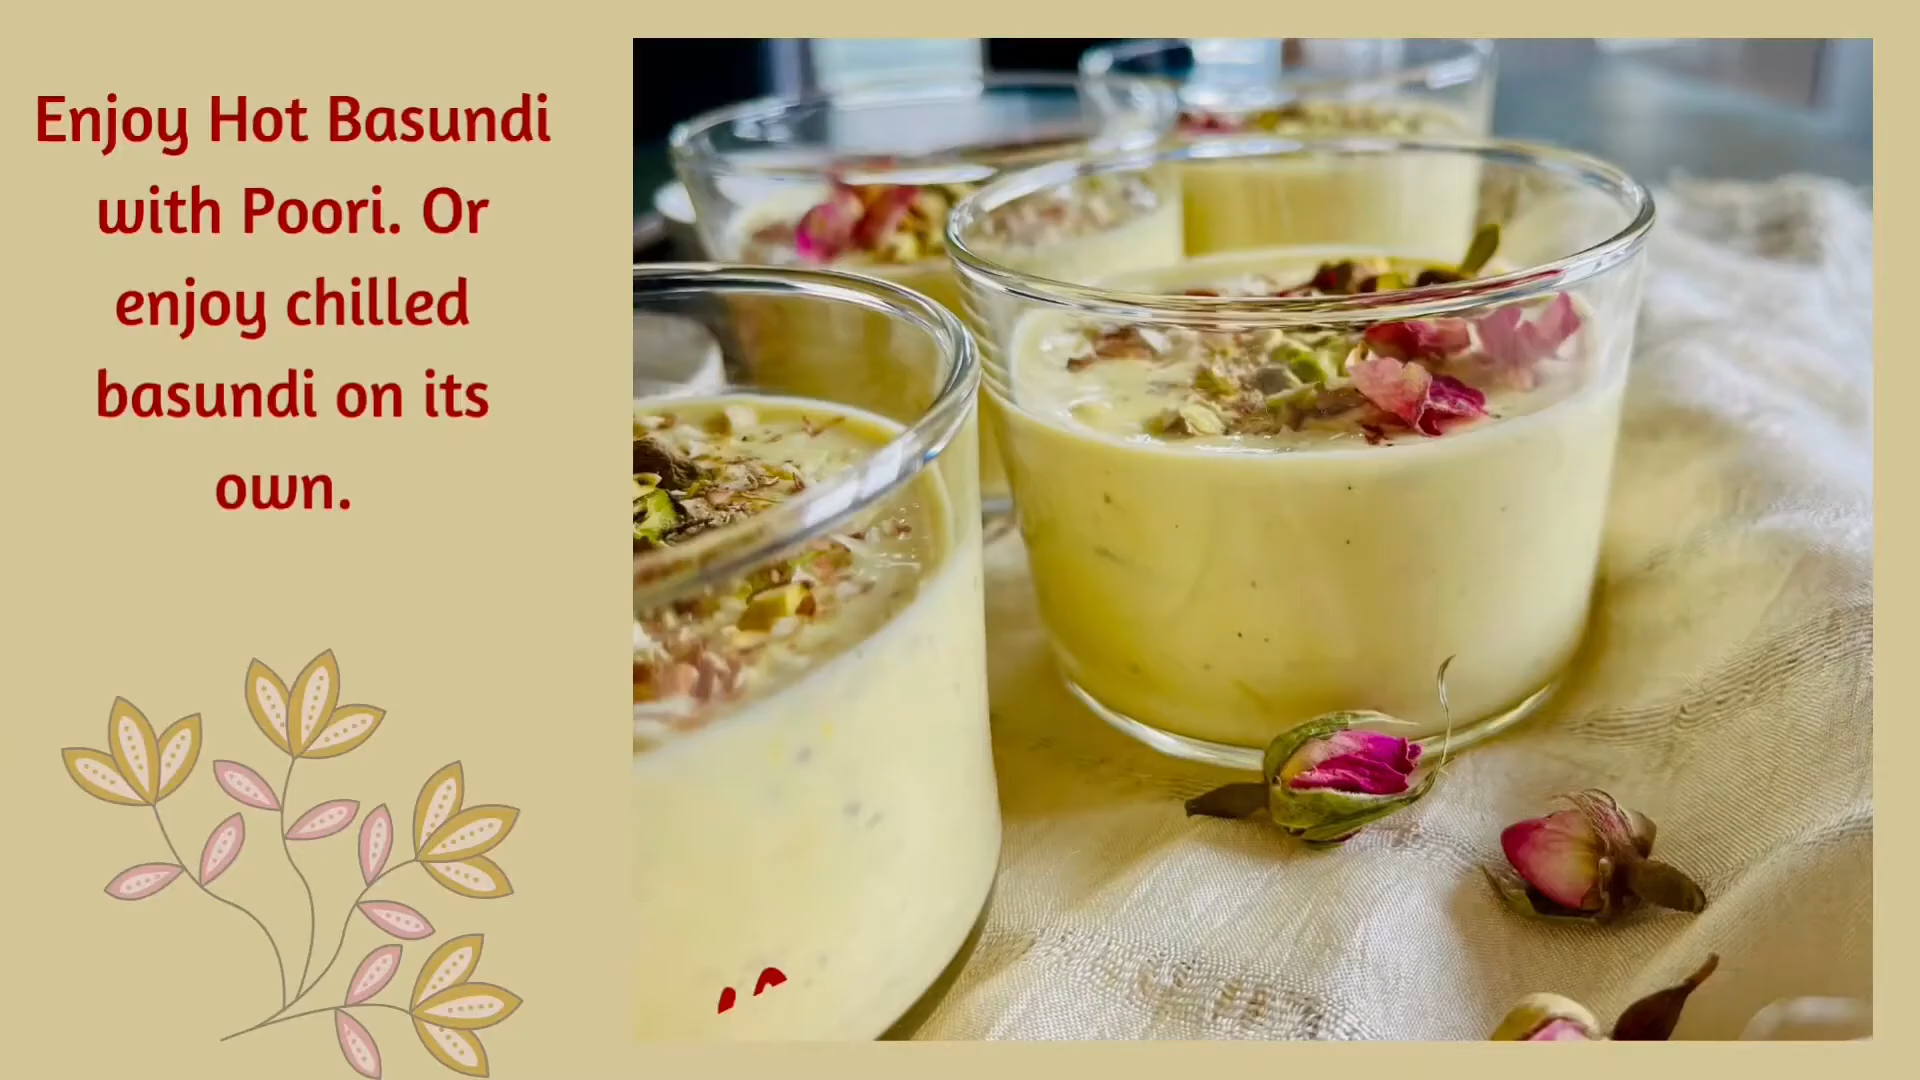 Enjoy Hot Basundi
with Poori. Or
enjoy chilled
basundi on its
own.